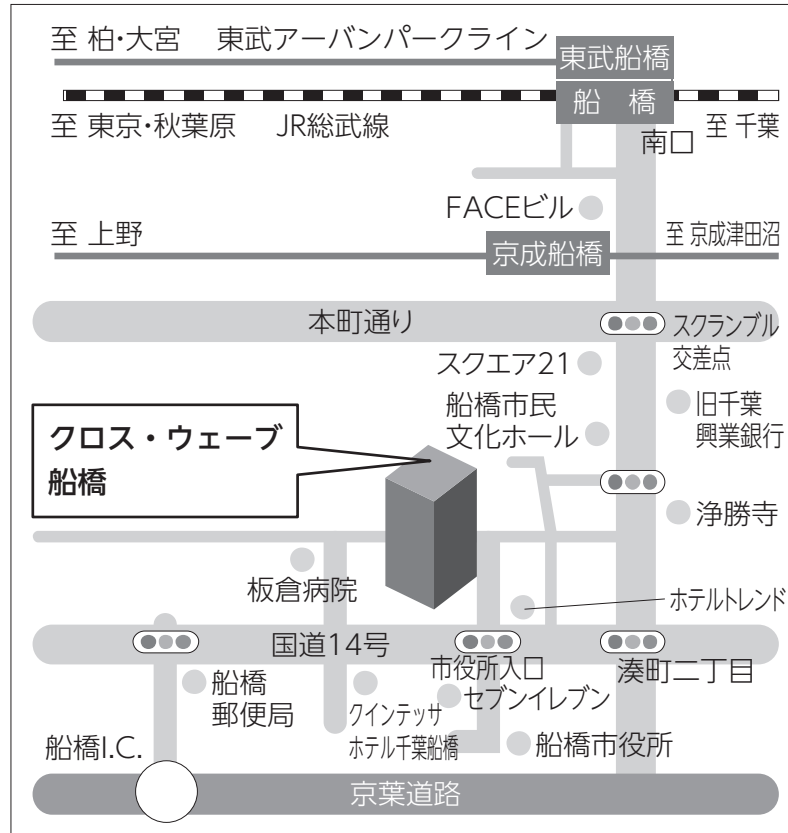 至 柏・大宮 東武アーバンパークライン
東武船橋
船 橋
至 東京・秋葉原 JR総武線
南口
至 千葉
FACEビル
至 上野
京成船橋
至 京成津田沼
本町通り
スクランブル
交差点
スクエア21
船橋市民
文化ホール
旧千葉
興業銀行
クロス・ウェーブ
船橋
浄勝寺
板倉病院
ホテルトレンド
国道14号
市役所入口
湊町二丁目
船橋
郵便局
クインテッサ
ホテル千葉船橋
セブンイレブン
船橋市役所
船橋I.C.
京葉道路